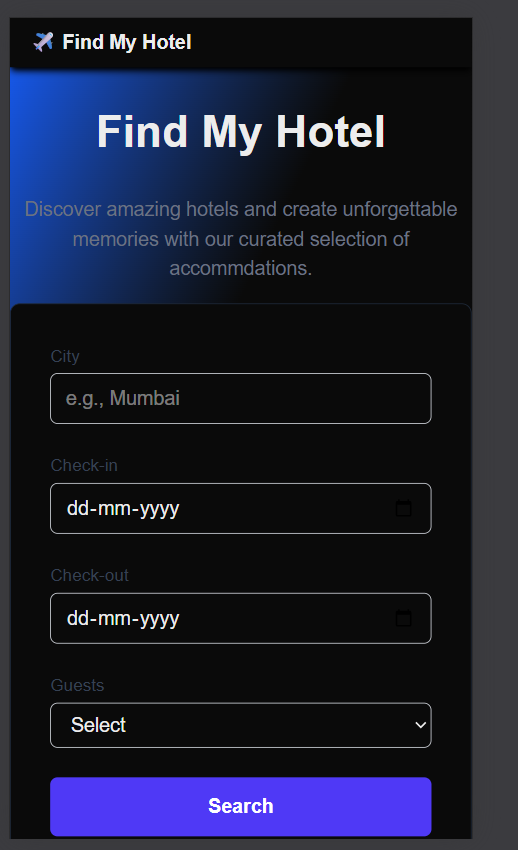 Find My Hotel
Find My Hotel
Discover amazing hotels and create unforgettable
memories with our curated selection of
accommdations.
City
e.g., Mumbai
Check-in
dd-mm-yyyy
Check-out
dd-mm-yyyy
Guests
Select
Search